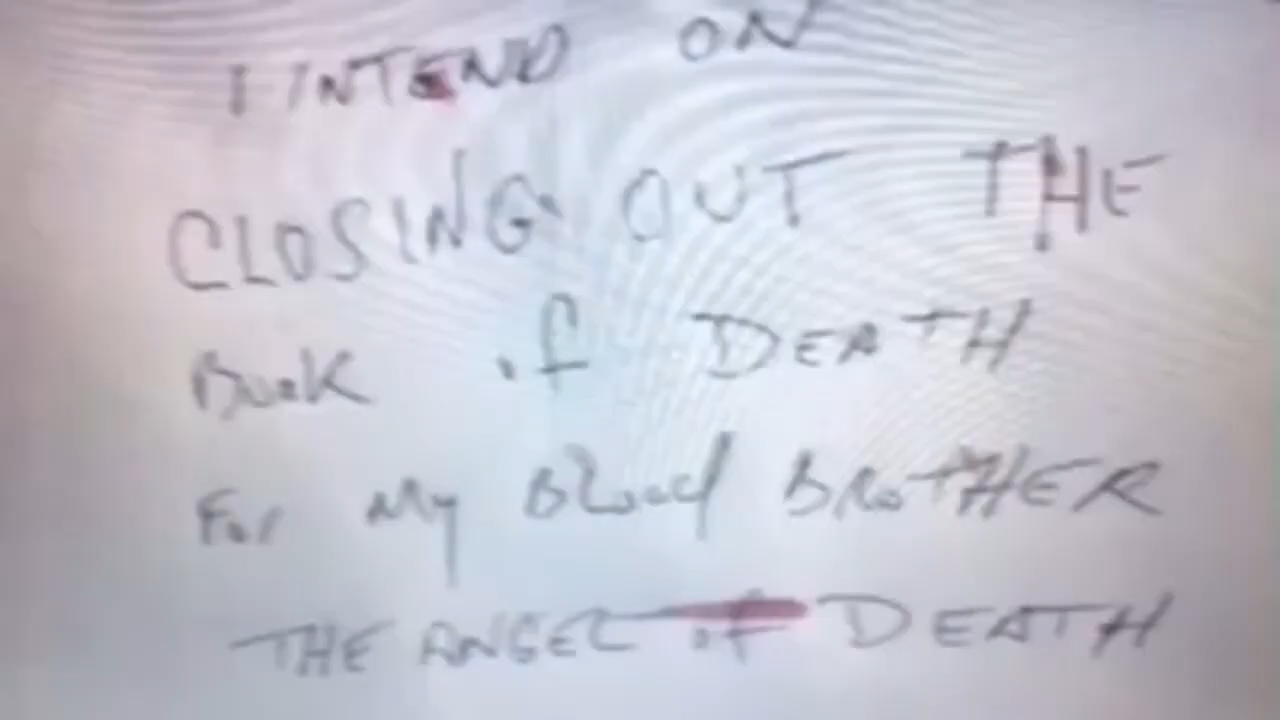 I INTEND ON
CLOSING OUT THE
Book of DEATH
For My Blood BRoTHER
THE ANGEL of DEATH